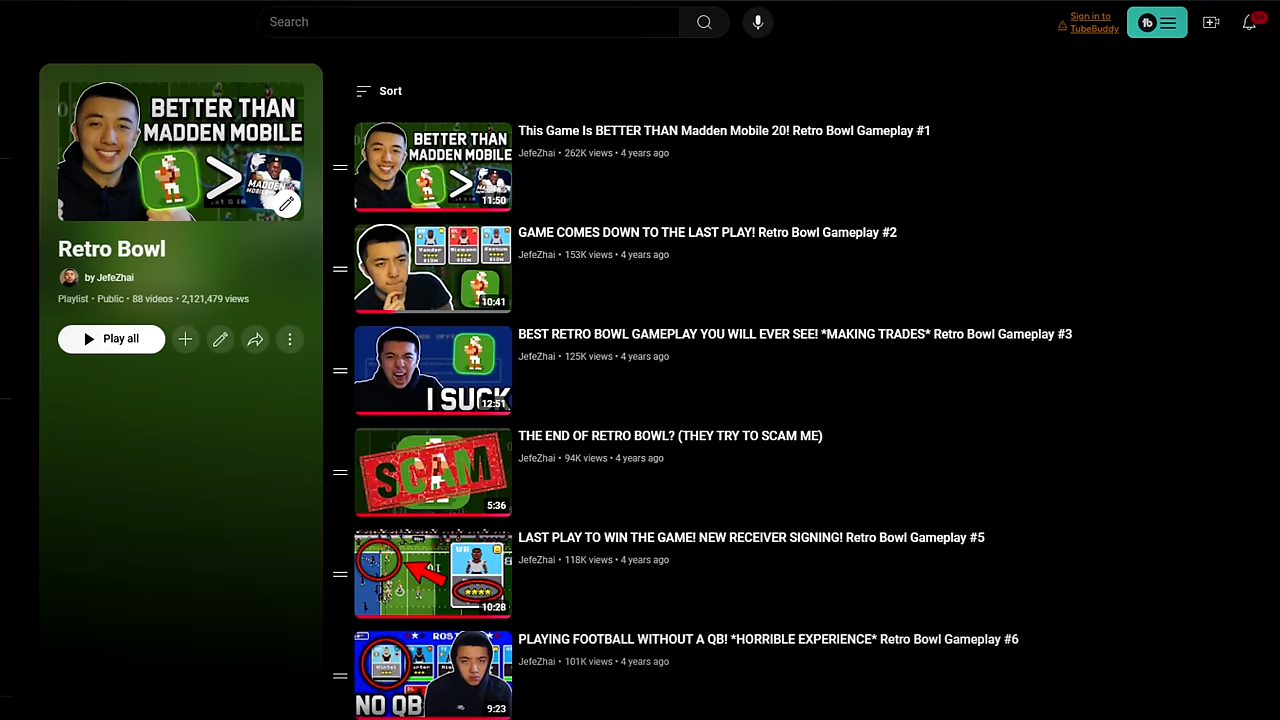 Search
Sign in to
TubeBuddy
tb
BETTER THAN
MADDEN MOBILE
MADDEN
Retro Bowl
by JefeZhai
Playlist • Public • 88 videos • 2,121,479 views
Play all
Sort
BETTER THAN
MADDEN MOBILE
MADDEN
11:50
This Game Is BETTER THAN Madden Mobile 20! Retro Bowl Gameplay #1
JefeZhai • 262K views • 4 years ago
10:41
GAME COMES DOWN TO THE LAST PLAY! Retro Bowl Gameplay #2
JefeZhai • 153K views • 4 years ago
I SUCK
12:51
BEST RETRO BOWL GAMEPLAY YOU WILL EVER SEE! *MAKING TRADES* Retro Bowl Gameplay #3
JefeZhai • 125K views • 4 years ago
SCAM
5:36
THE END OF RETRO BOWL? (THEY TRY TO SCAM ME)
JefeZhai • 94K views • 4 years ago
WR
10:28
LAST PLAY TO WIN THE GAME! NEW RECEIVER SIGNING! Retro Bowl Gameplay #5
JefeZhai • 118K views • 4 years ago
NO QB
9:23
PLAYING FOOTBALL WITHOUT A QB! *HORRIBLE EXPERIENCE* Retro Bowl Gameplay #6
JefeZhai • 101K views • 4 years ago